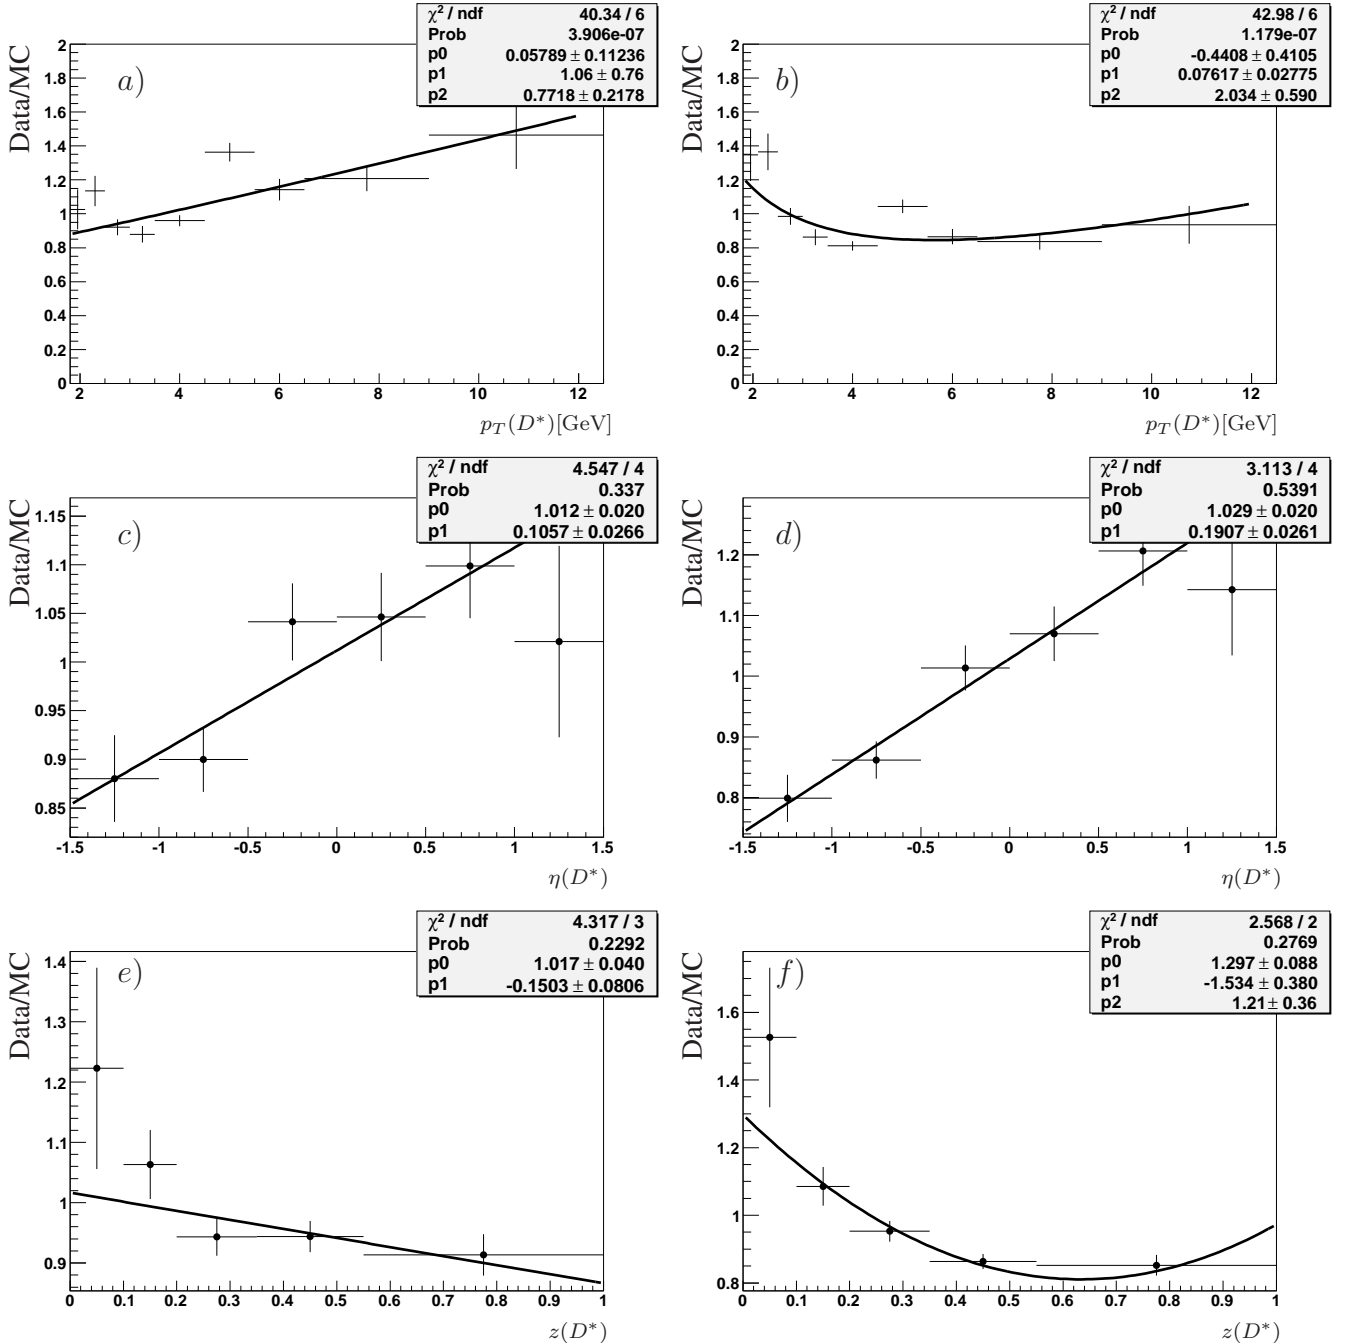 χ² / ndf 40.34 / 6
Prob 3.906e-07
p0 0.05789 ± 0.11236
p1 1.06 ± 0.76
p2 0.7718 ± 0.2178
a)
Data/MC
2
1.8
1.6
1.4
1.2
1
0.8
0.6
0.4
0.2
0
2 4 6 8 10 12
p_T(D*)[GeV]
χ² / ndf 42.98 / 6
Prob 1.179e-07
p0 -0.4408 ± 0.4105
p1 0.07617 ± 0.02775
p2 2.034 ± 0.590
b)
Data/MC
2
1.8
1.6
1.4
1.2
1
0.8
0.6
0.4
0.2
0
2 4 6 8 10 12
p_T(D*)[GeV]
χ² / ndf 4.547 / 4
Prob 0.337
p0 1.012 ± 0.020
p1 0.1057 ± 0.0266
c)
Data/MC
1.15
1.1
1.05
1
0.95
0.9
0.85
-1.5 -1 -0.5 0 0.5 1 1.5
η(D*)
χ² / ndf 3.113 / 4
Prob 0.5391
p0 1.029 ± 0.020
p1 0.1907 ± 0.0261
d)
Data/MC
1.2
1.1
1
0.9
0.8
-1.5 -1 -0.5 0 0.5 1 1.5
η(D*)
χ² / ndf 4.317 / 3
Prob 0.2292
p0 1.017 ± 0.040
p1 -0.1503 ± 0.0806
e)
Data/MC
1.4
1.3
1.2
1.1
1
0.9
0 0.1 0.2 0.3 0.4 0.5 0.6 0.7 0.8 0.9 1
z(D*)
χ² / ndf 2.568 / 2
Prob 0.2769
p0 1.297 ± 0.088
p1 -1.534 ± 0.380
p2 1.21 ± 0.36
f)
Data/MC
1.6
1.4
1.2
1
0.8
0 0.1 0.2 0.3 0.4 0.5 0.6 0.7 0.8 0.9 1
z(D*)